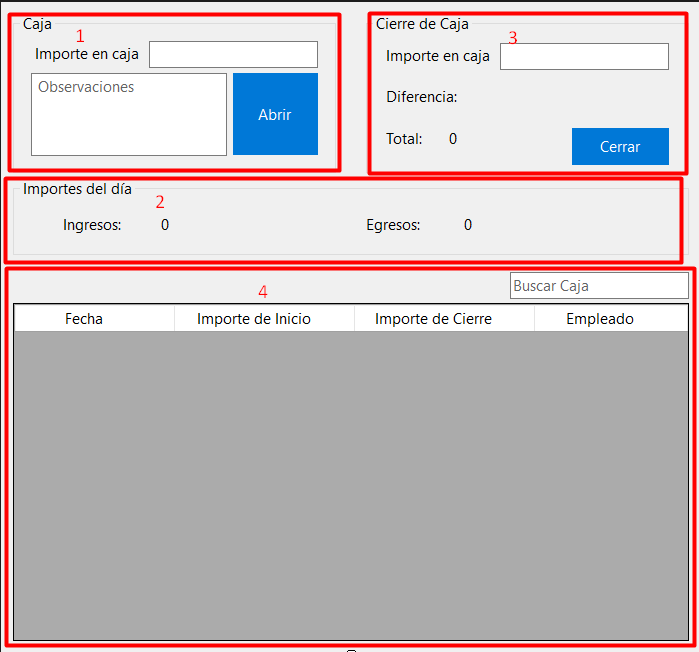 Caja
1
Importe en caja
Observaciones
Abrir
Cierre de Caja
3
Importe en caja
Diferencia:
Total: 0
Cerrar
Importes del día
2
Ingresos: 0 Egresos: 0
4
Buscar Caja
Fecha Importe de Inicio Importe de Cierre Empleado